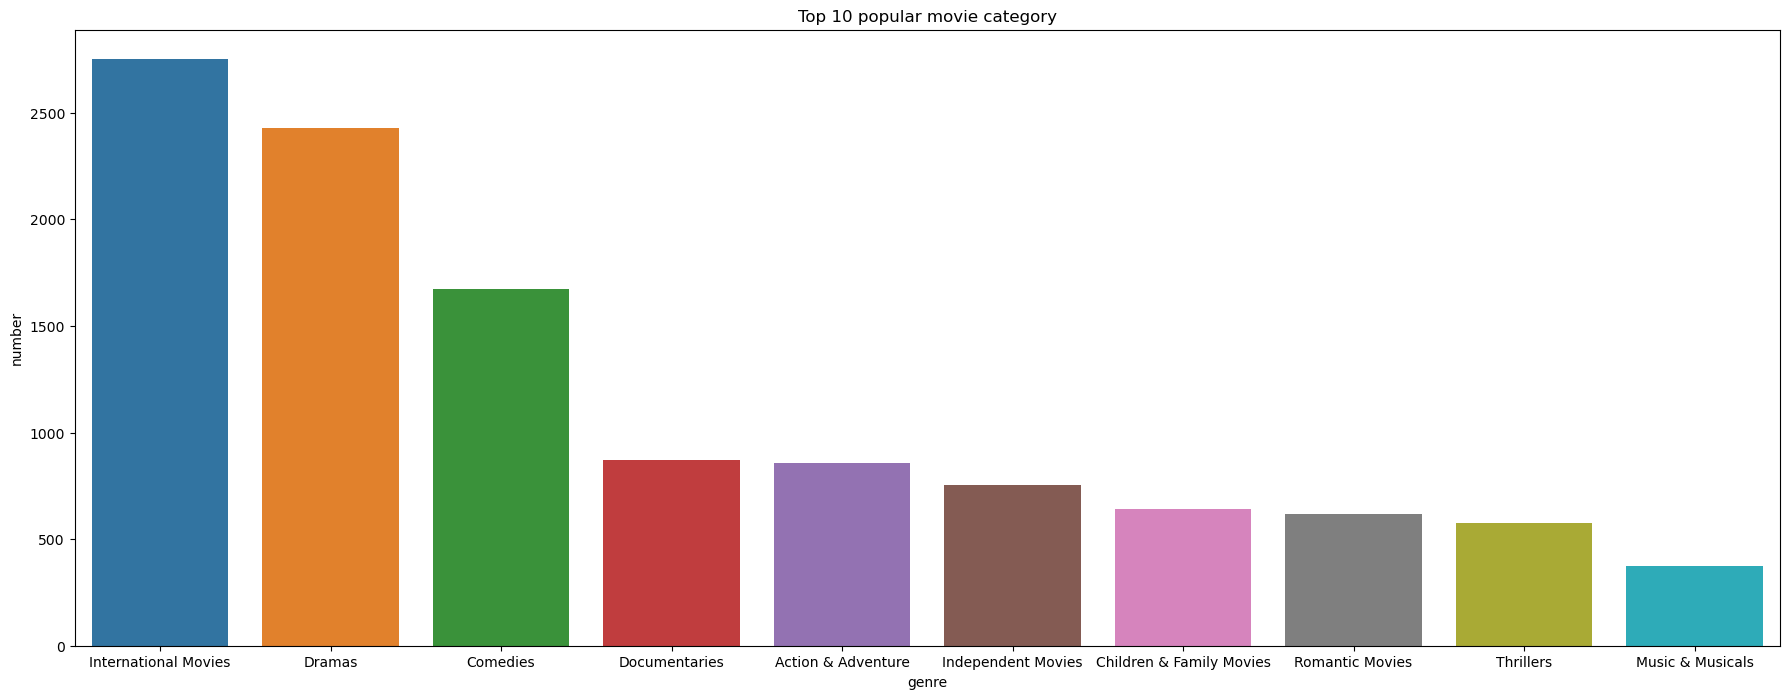 Top 10 popular movie category
number
2500
2000
1500
1000
500
0
International Movies
Dramas
Comedies
Documentaries
Action & Adventure
Independent Movies
Children & Family Movies
Romantic Movies
Thrillers
Music & Musicals
genre